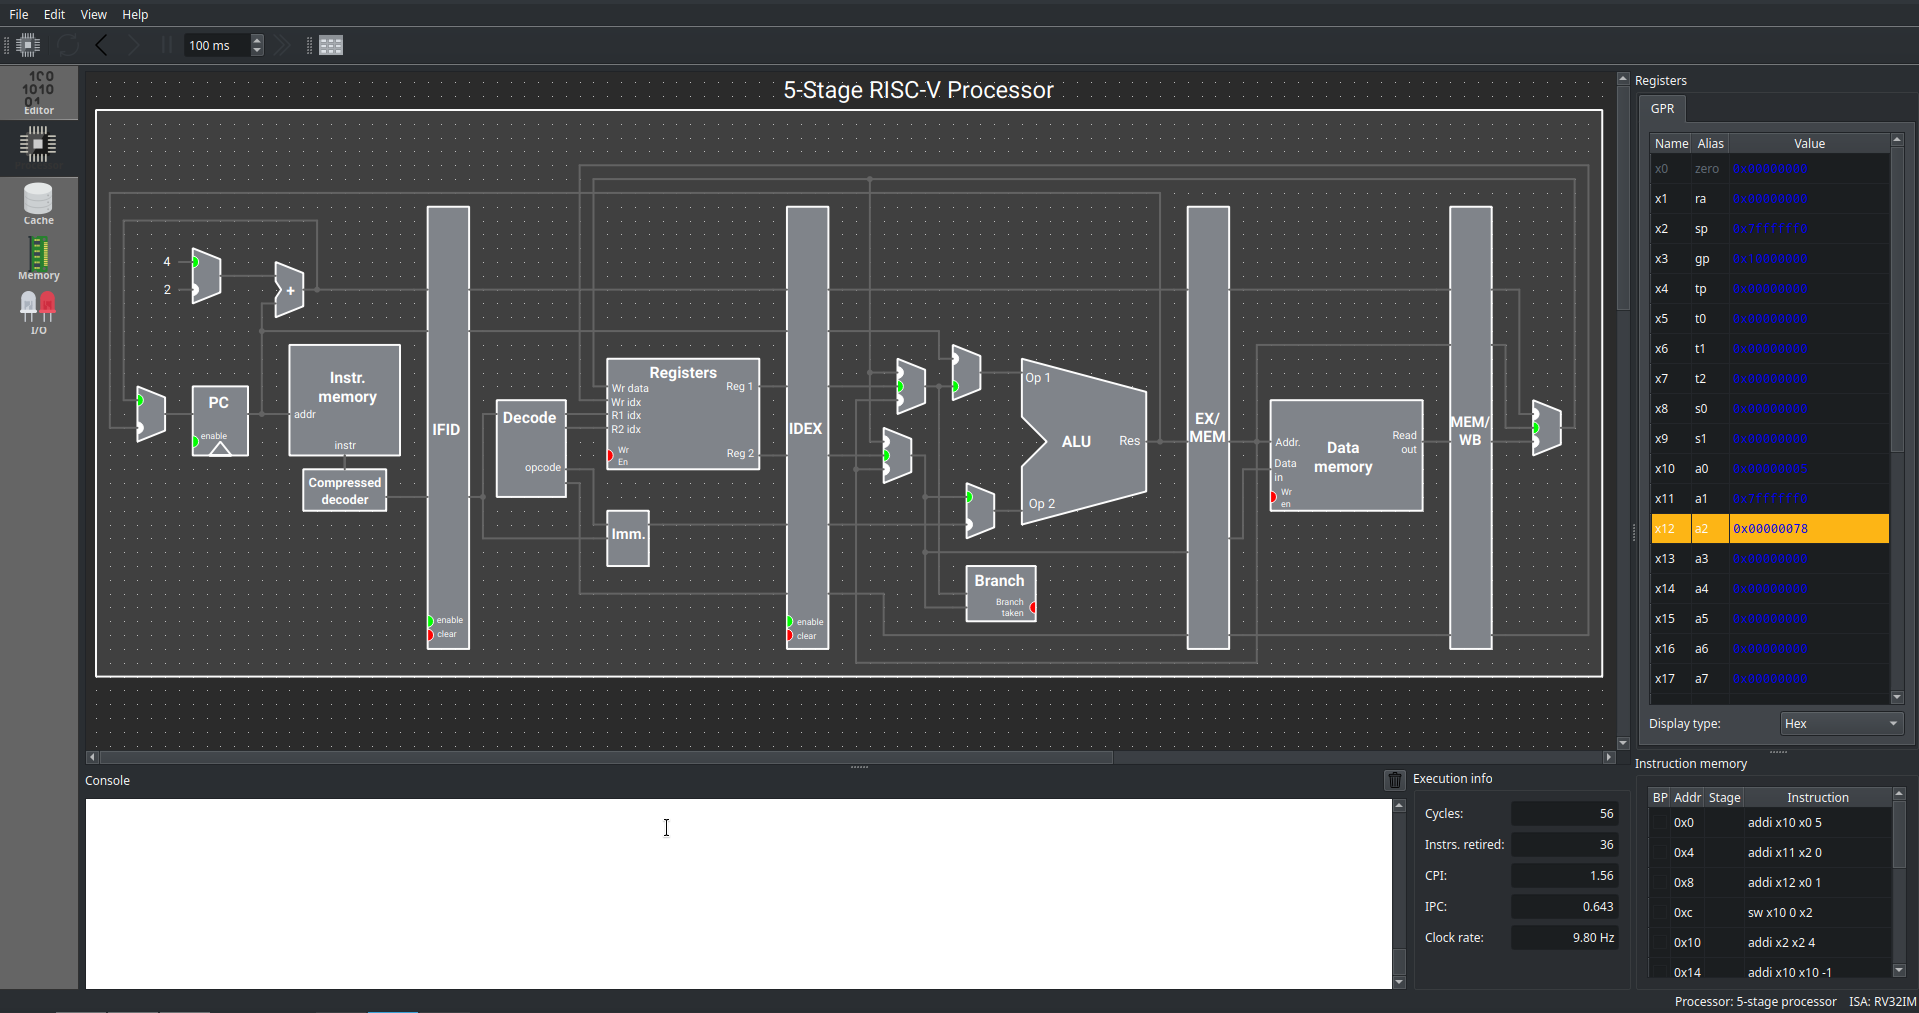 File Edit View Help
100 ms
Editor
Cache
Memory
I/O
5-Stage RISC-V Processor
4
2
+
PC
enable
Instr.
memory
addr
instr
Compressed
decoder
IFID
enable
clear
Decode
opcode
Registers
Wr data
Wr idx
R1 idx
R2 idx
Wr
En
Reg 1
Reg 2
Imm.
IDEX
enable
clear
Op 1
ALU
Res
Op 2
Branch
Branch
taken
EX/
MEM
Addr.
Data
in
Wr
en
Data
memory
Read
out
MEM/
WB
Registers
GPR
Name Alias Value
x0 zero 0x00000000
x1 ra 0x00000000
x2 sp 0x7ffffff0
x3 gp 0x10000000
x4 tp 0x00000000
x5 t0 0x00000000
x6 t1 0x00000000
x7 t2 0x00000000
x8 s0 0x00000000
x9 s1 0x00000000
x10 a0 0x00000005
x11 a1 0x7ffffff0
x12 a2 0x00000078
x13 a3 0x00000000
x14 a4 0x00000000
x15 a5 0x00000000
x16 a6 0x00000000
x17 a7 0x00000000
Display type: Hex
Console
Execution info
Cycles: 56
Instrs. retired: 36
CPI: 1.56
IPC: 0.643
Clock rate: 9.80 Hz
Instruction memory
BP Addr Stage Instruction
0x0 addi x10 x0 5
0x4 addi x11 x2 0
0x8 addi x12 x0 1
0xc sw x10 0 x2
0x10 addi x2 x2 4
0x14 addi x10 x10 -1
Processor: 5-stage processor ISA: RV32IM